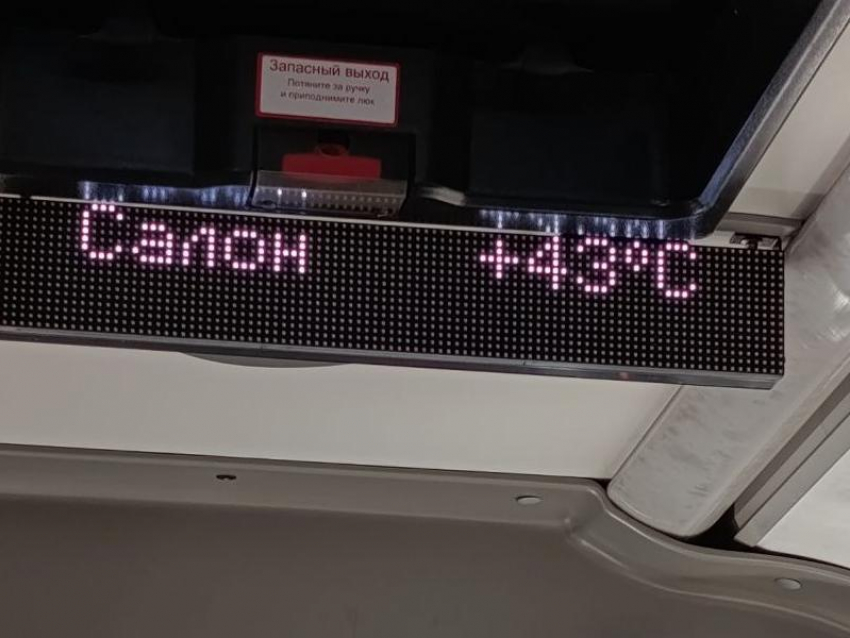 Запасный выход
Потяните за ручку
и приподнимите люк
Салон +43°C